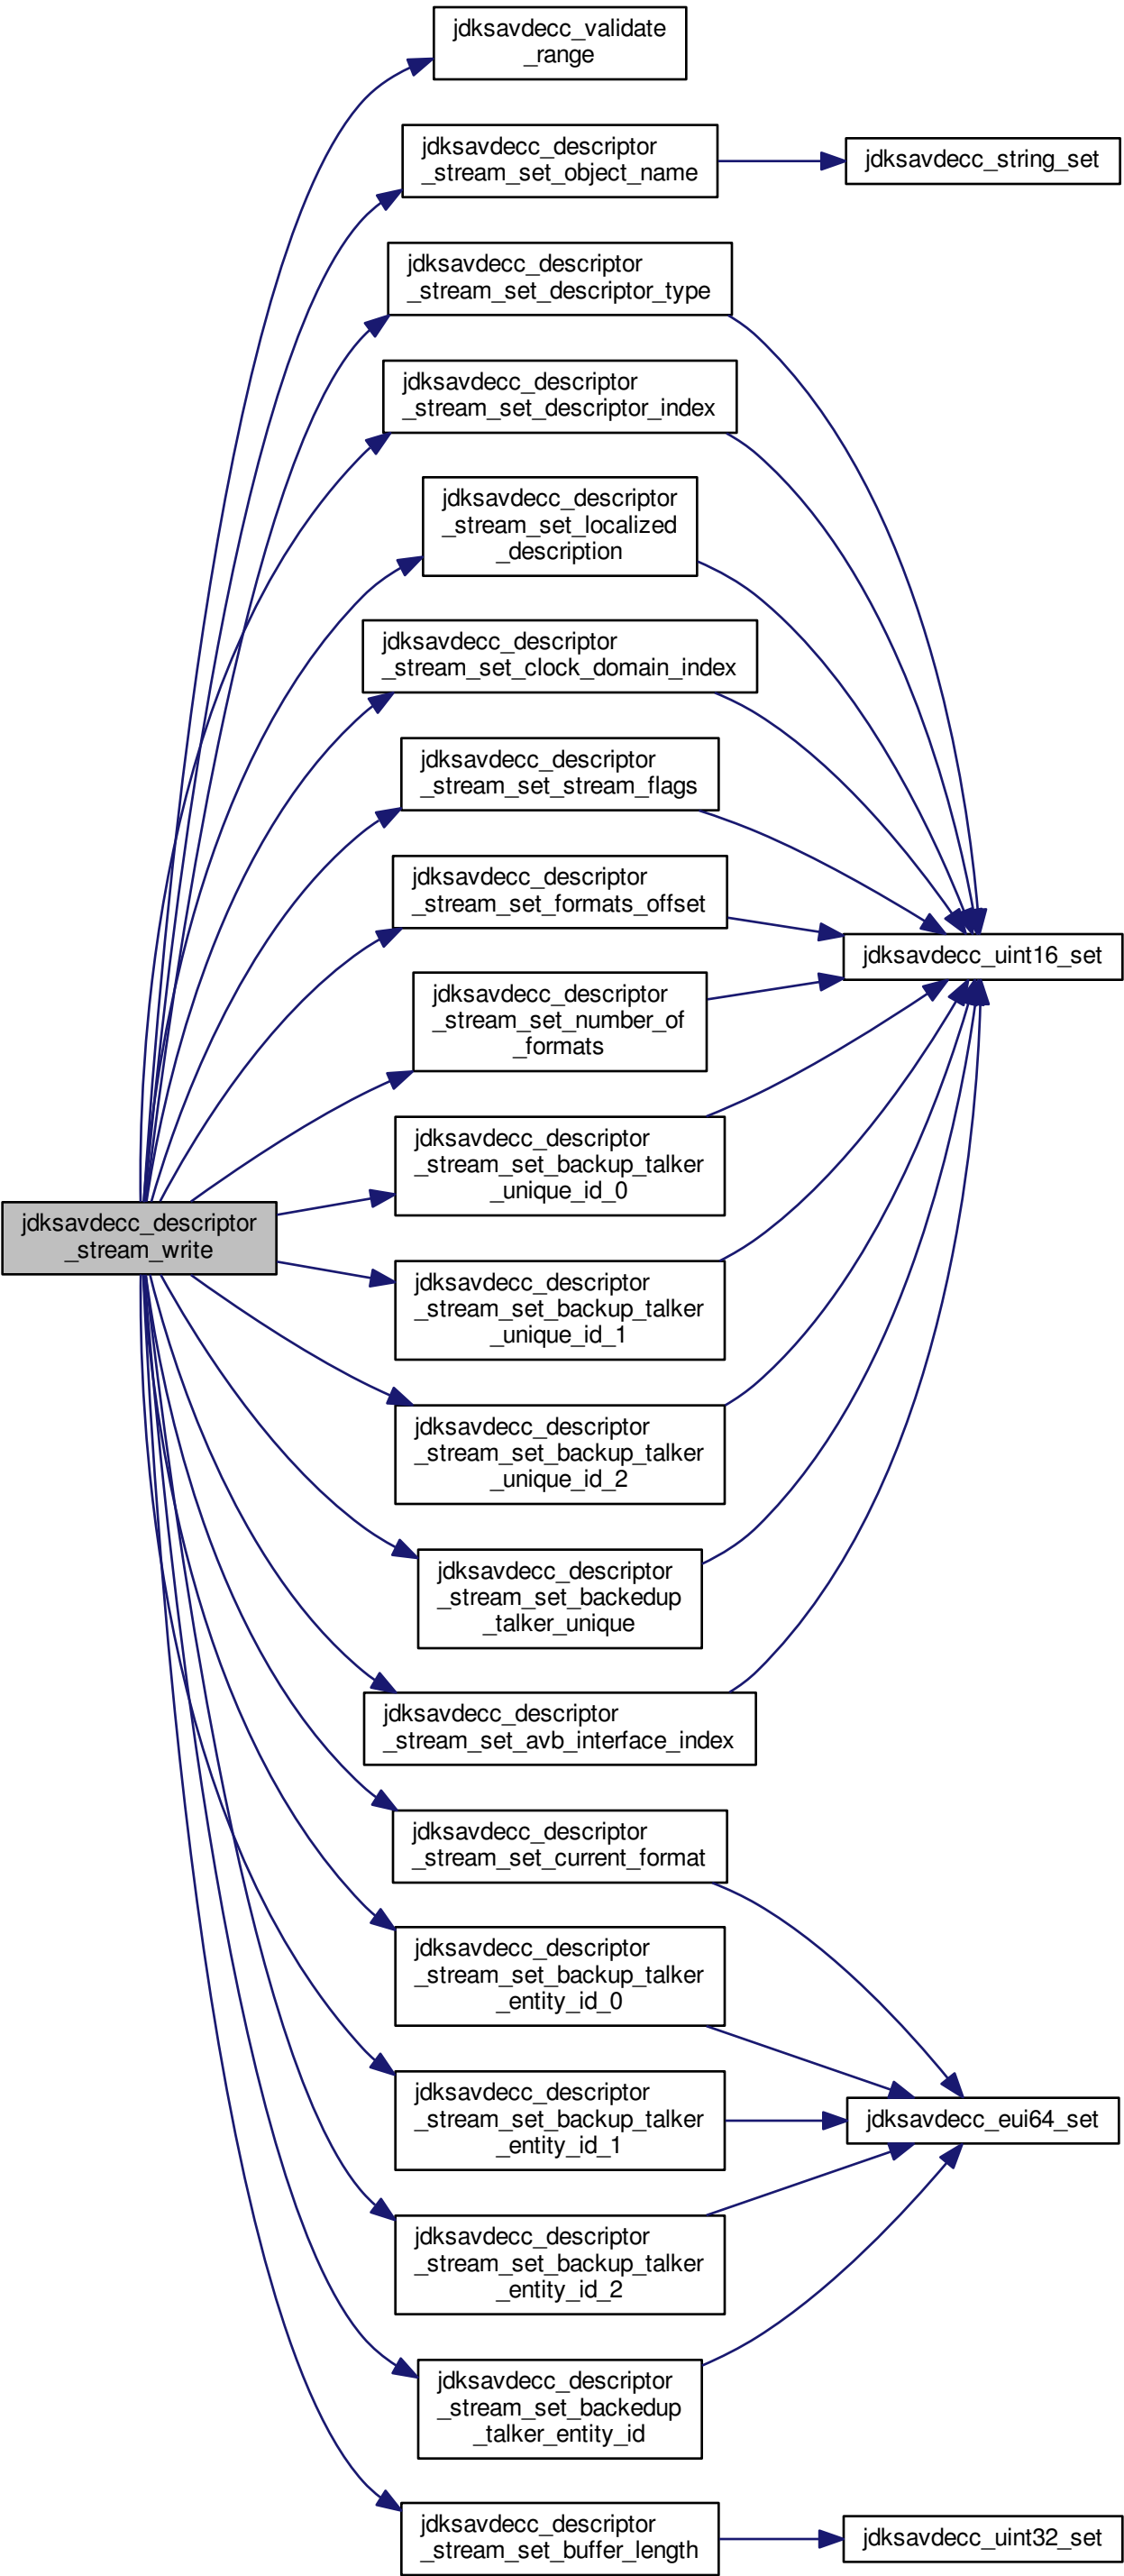 jdksavdecc_validate
_range
jdksavdecc_descriptor
_stream_set_object_name
jdksavdecc_string_set
jdksavdecc_descriptor
_stream_set_descriptor_type
jdksavdecc_descriptor
_stream_set_descriptor_index
jdksavdecc_descriptor
_stream_set_localized
_description
jdksavdecc_descriptor
_stream_set_clock_domain_index
jdksavdecc_descriptor
_stream_set_stream_flags
jdksavdecc_descriptor
_stream_set_formats_offset
jdksavdecc_uint16_set
jdksavdecc_descriptor
_stream_set_number_of
_formats
jdksavdecc_descriptor
_stream_set_backup_talker
_unique_id_0
jdksavdecc_descriptor
_stream_write
jdksavdecc_descriptor
_stream_set_backup_talker
_unique_id_1
jdksavdecc_descriptor
_stream_set_backup_talker
_unique_id_2
jdksavdecc_descriptor
_stream_set_backedup
_talker_unique
jdksavdecc_descriptor
_stream_set_avb_interface_index
jdksavdecc_descriptor
_stream_set_current_format
jdksavdecc_descriptor
_stream_set_backup_talker
_entity_id_0
jdksavdecc_descriptor
_stream_set_backup_talker
_entity_id_1
jdksavdecc_eui64_set
jdksavdecc_descriptor
_stream_set_backup_talker
_entity_id_2
jdksavdecc_descriptor
_stream_set_backedup
_talker_entity_id
jdksavdecc_descriptor
_stream_set_buffer_length
jdksavdecc_uint32_set